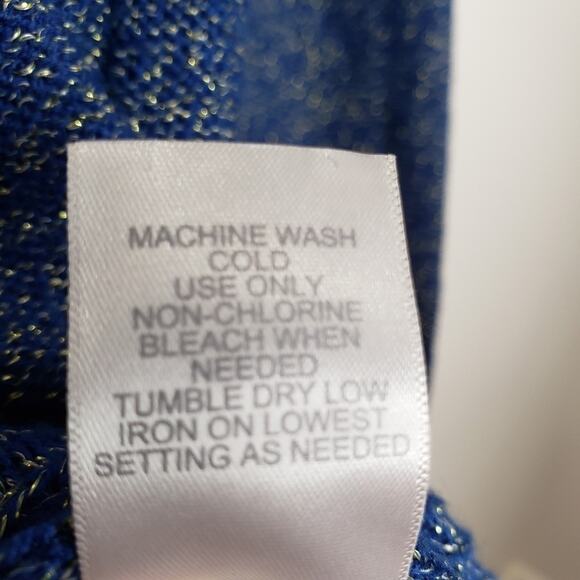 MACHINE WASH
COLD
USE ONLY
NON-CHLORINE
BLEACH WHEN
NEEDED
TUMBLE DRY LOW
IRON ON LOWEST
SETTING AS NEEDED